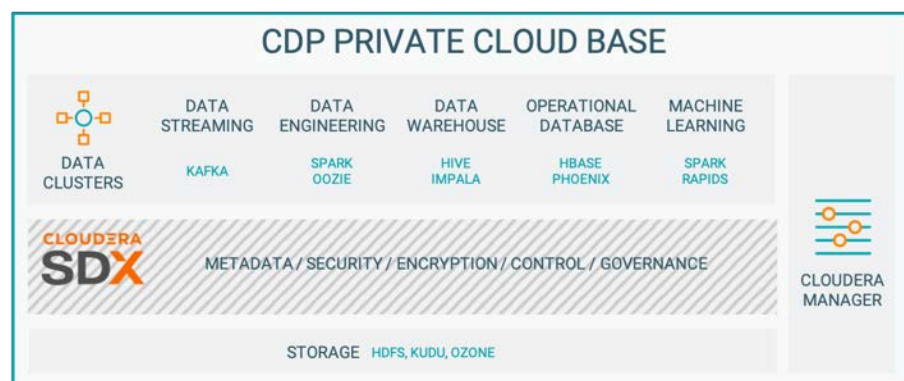 CDP PRIVATE CLOUD BASE
DATA
CLUSTERS
DATA
STREAMING
KAFKA
DATA
ENGINEERING
SPARK
OOZIE
DATA
WAREHOUSE
HIVE
IMPALA
OPERATIONAL
DATABASE
HBASE
PHOENIX
MACHINE
LEARNING
SPARK
RAPIDS
CLOUDERA
SDX
METADATA / SECURITY / ENCRYPTION / CONTROL / GOVERNANCE
STORAGE HDFS, KUDU, OZONE
CLOUDERA
MANAGER